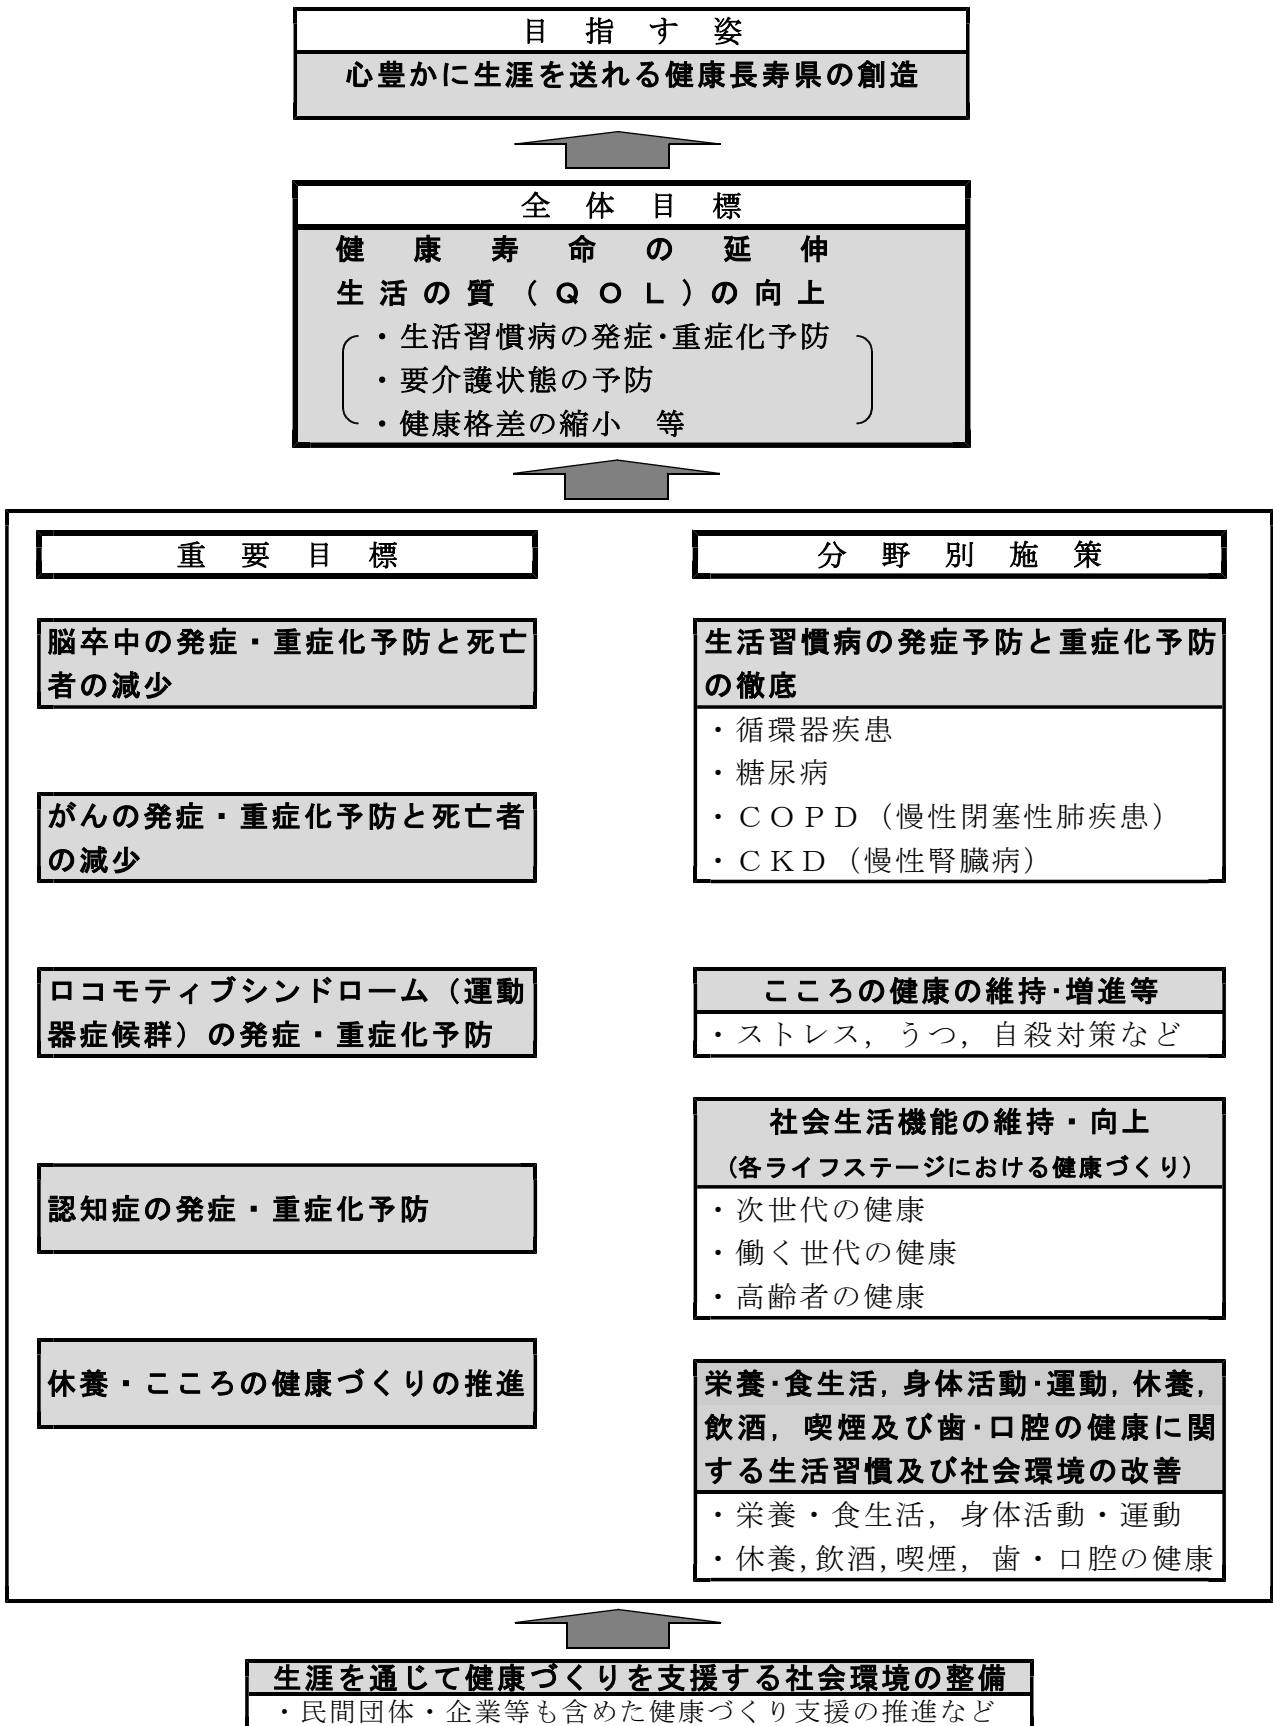 目指す姿
心豊かに生涯を送れる健康長寿県の創造
全体目標
健康寿命の延伸
生活の質(QOL)の向上
・生活習慣病の発症・重症化予防
・要介護状態の予防
・健康格差の縮小 等
重要目標
脳卒中の発症・重症化予防と死亡
者の減少
がんの発症・重症化予防と死亡者
の減少
ロコモティブシンドローム(運動
器症候群)の発症・重症化予防
認知症の発症・重症化予防
休養・こころの健康づくりの推進
分野別施策
生活習慣病の発症予防と重症化予防
の徹底
・循環器疾患
・糖尿病
・COPD(慢性閉塞性肺疾患)
・CKD(慢性腎臓病)
こころの健康の維持・増進等
・ストレス,うつ,自殺対策など
社会生活機能の維持・向上
(各ライフステージにおける健康づくり)
・次世代の健康
・働く世代の健康
・高齢者の健康
栄養・食生活,身体活動・運動,休養,
飲酒,喫煙及び歯・口腔の健康に関
する生活習慣及び社会環境の改善
・栄養・食生活,身体活動・運動
・休養,飲酒,喫煙,歯・口腔の健康
生涯を通じて健康づくりを支援する社会環境の整備
・民間団体・企業等も含めた健康づくり支援の推進など